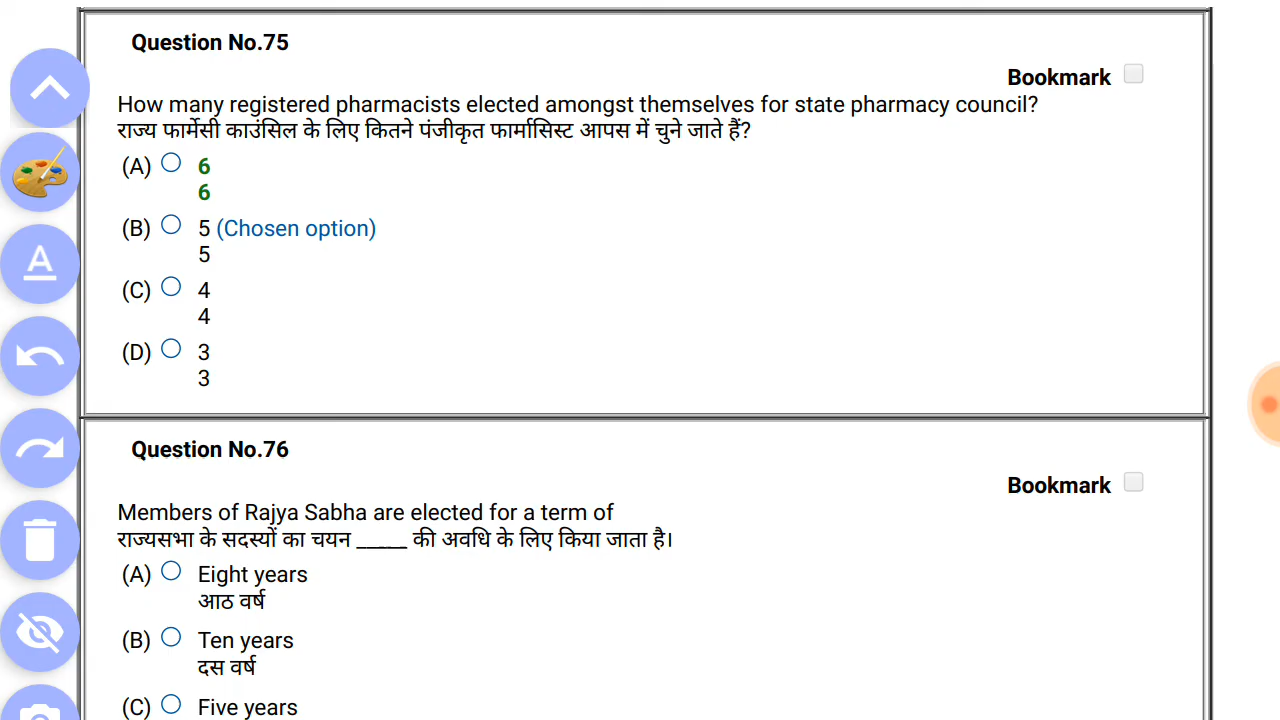 Question No.75
Bookmark
How many registered pharmacists elected amongst themselves for state pharmacy council?
राज्य फार्मेसी काउंसिल के लिए कितने पंजीकृत फार्मासिस्ट आपस में चुने जाते हैं?
(A) 6
6
(B) 5 (Chosen option)
5
(C) 4
4
(D) 3
3
Question No.76
Bookmark
Members of Rajya Sabha are elected for a term of
राज्यसभा के सदस्यों का चयन _____ की अवधि के लिए किया जाता है।
(A) Eight years
आठ वर्ष
(B) Ten years
दस वर्ष
(C) Five years
A